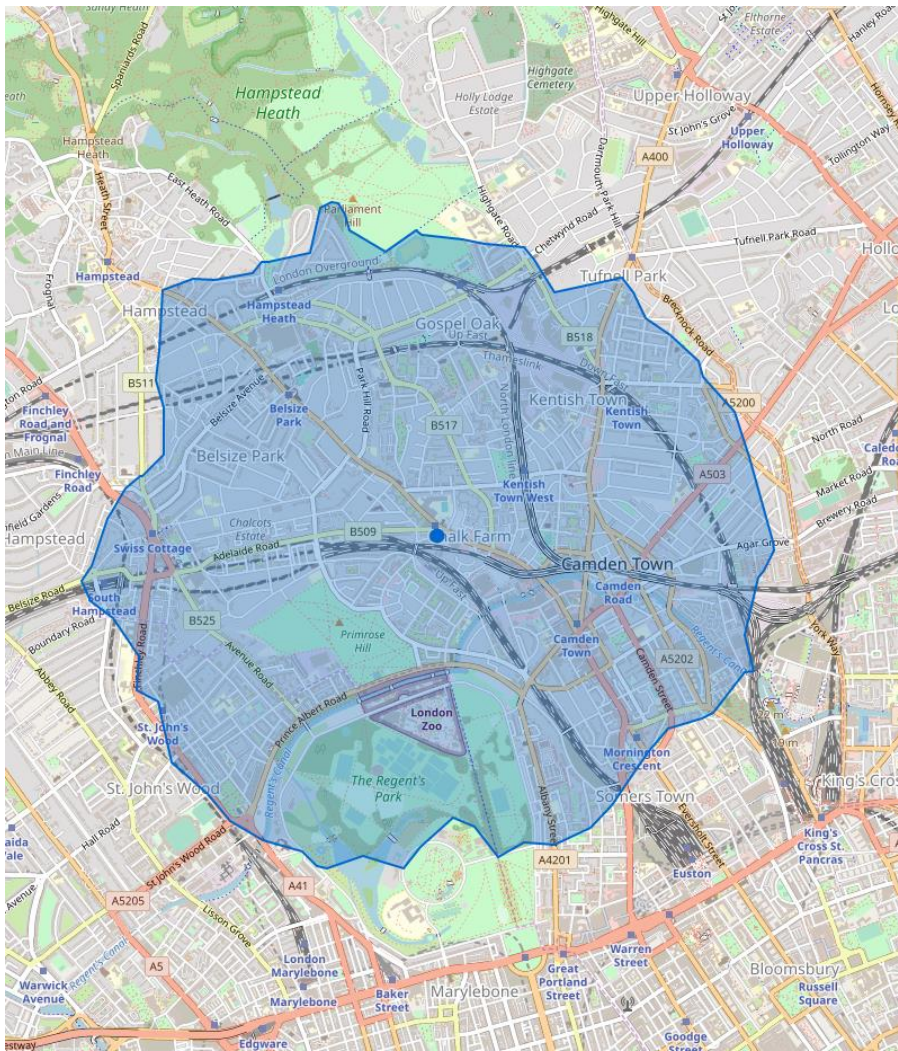 Highgate Hill
Elthorne
Estate
Hanley Road
Spaniards Road
Hampstead
Heath
Holly Lodge
Estate
Highgate
Cemetery
Upper Holloway
St John's Grove
Upper
Holloway
Tollington Way
Hampstead
Heath
A400
Heath Street
East Heath Road
Dartmouth Park Hill
Parliament
Hill
Highgate Road
Chetwynd Road
Tufnell Park Road
Frognal
Hampstead
London Overground
Tufnell Park
Hampstead
Hampstead
Heath
Gospel Oak
Up Fast
B518
Brecknock Road
Thameslink
Down Fast
B511
Belsize Avenue
Park Hill Road
Finchley
Road and
Frognal
Belsize
Park
North London line
Kentish Town
Kentish
Town
A5200
B517
North Road
Main Line
Finchley
Road
Belsize Park
A503
Market Road
Kentish
Town West
Brewery Road
Chalcots
Estate
B509
Chalk Farm
Agar Grove
Hampstead
Swiss Cottage
Adelaide Road
Camden Town
Belsize Road
South
Hampstead
Up Fast
Camden
Road
Boundary Road
B525
Primrose
Hill
Camden
Town
Regent's Canal
York Way
Abbey Road
Finchley Road
Avenue Road
Camden Street
A5202
St. John's
Wood
Prince Albert Road
London
Zoo
Mornington
Crescent
St. John's Wood
Regent's Canal
The Regent's
Park
Albany Street
Somers Town
King's Cross
Hall Road
St John's Wood Road
Eversholt Street
King's
Cross St.
Pancras
A41
A4201
Euston
A5205
Lisson Grove
Regent's Canal
A5
London
Marylebone
Warren
Street
Warwick
Avenue
Marylebone
Baker
Street
Marylebone
Great
Portland
Street
Bloomsbury
Russell
Square
Edgware
Goodge
Street